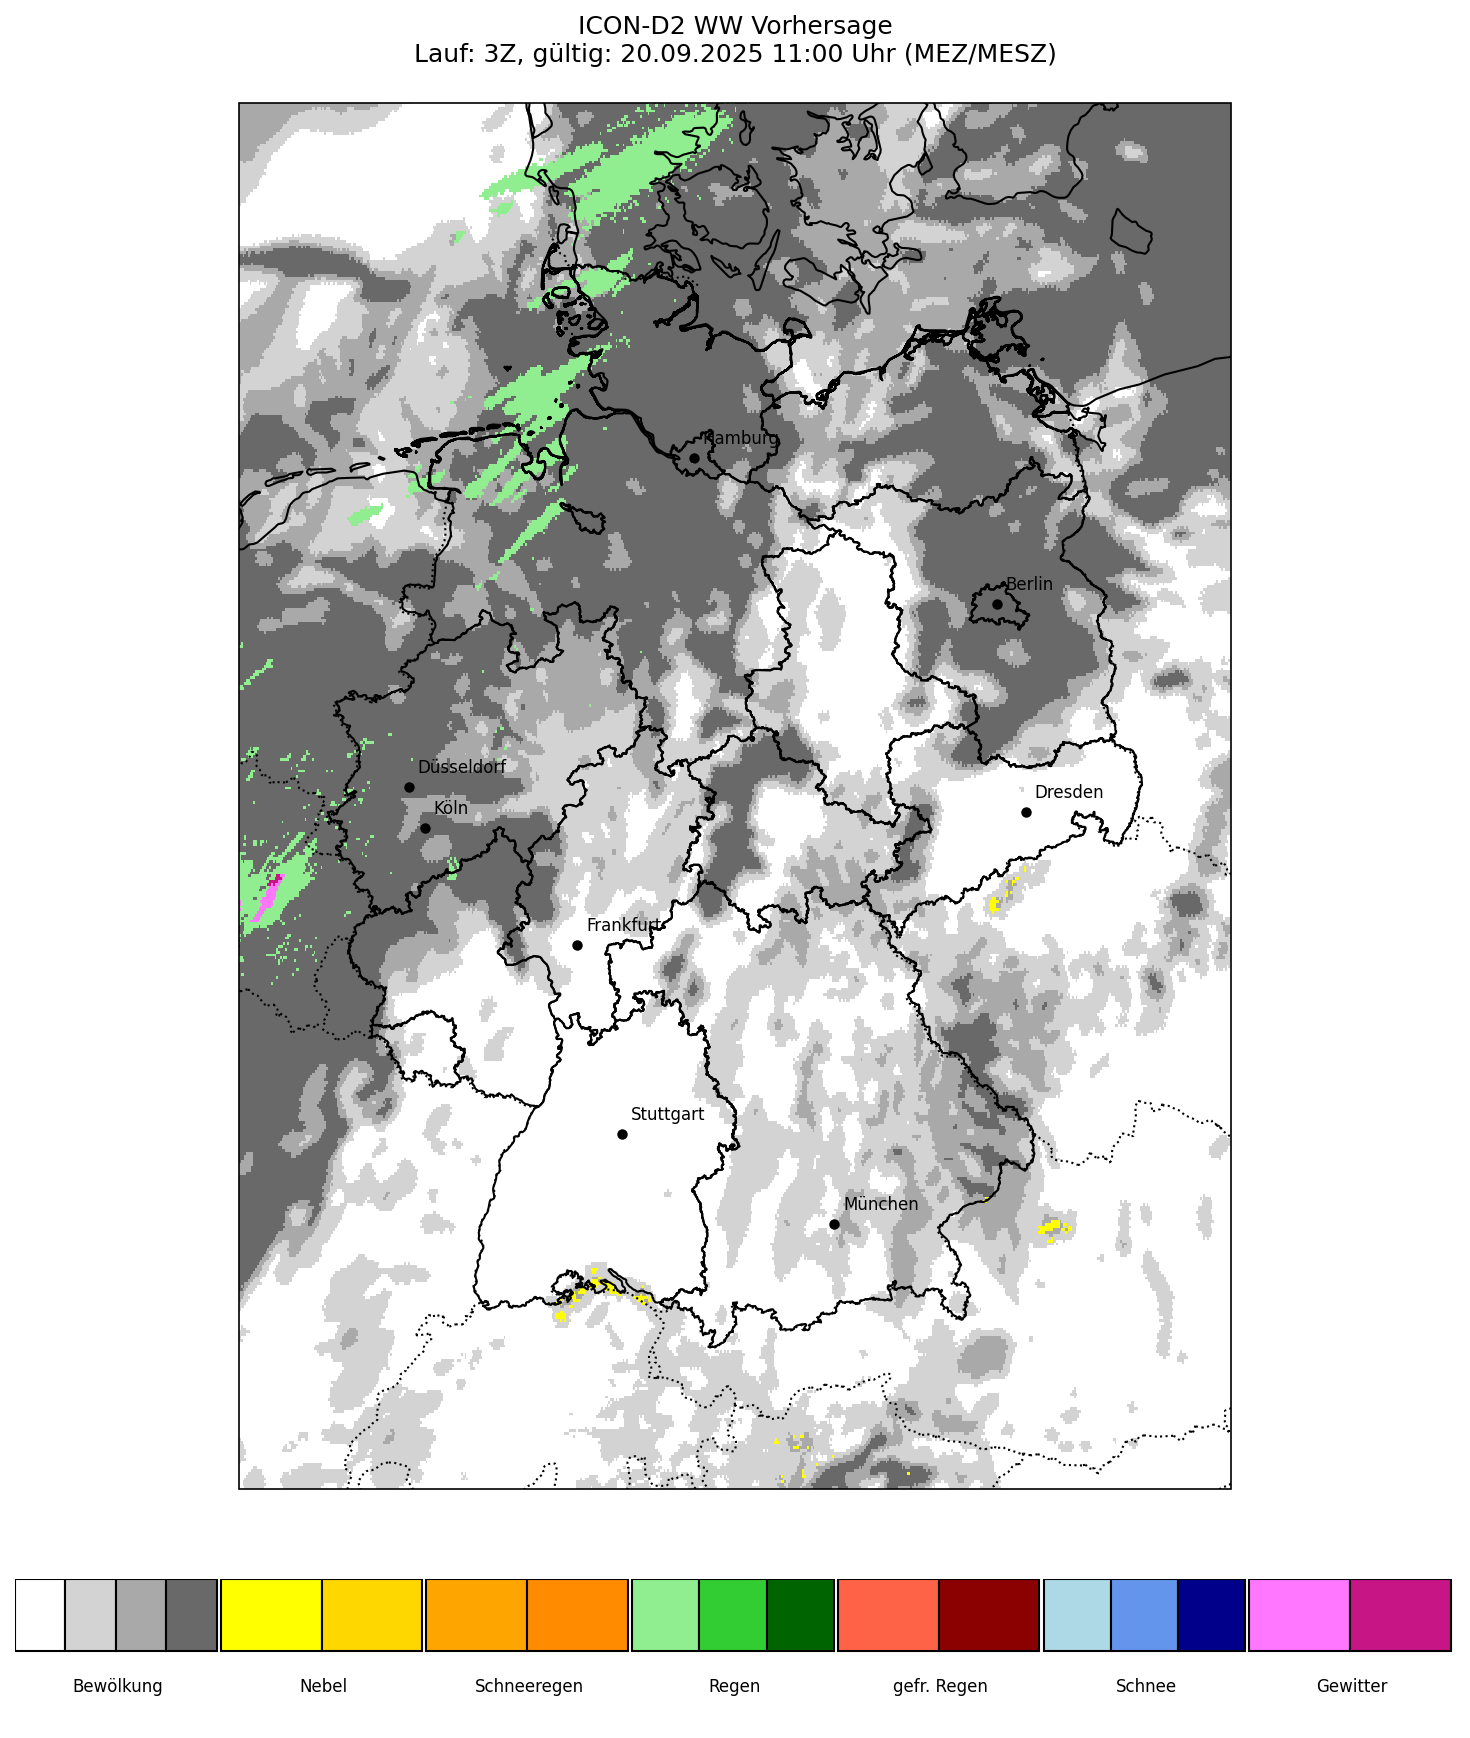 ICON-D2 WW Vorhersage
Lauf: 3Z, gültig: 20.09.2025 11:00 Uhr (MEZ/MESZ)
Hamburg
Berlin
Düsseldorf
Dresden
Köln
Frankfurt
Stuttgart
München
Bewölkung Nebel Schneeregen Regen gefr. Regen Schnee Gewitter